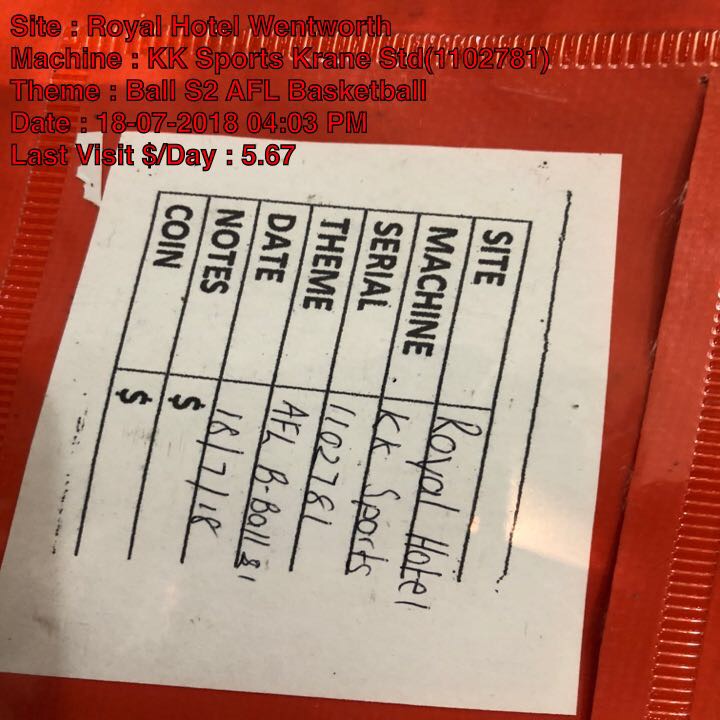 Site : Royal Hotel Wentworth
Machine : KK Sports Krane Std(1102781)
Theme : Ball S2 AFL Basketball
Date : 18-07-2018 04:03 PM
Last Visit $/Day : 5.67
SITE Royal Hotel
MACHINE KK Sports
SERIAL 1102781
THEME AFL B-Ball
DATE 18/7/18
NOTES $
COIN $